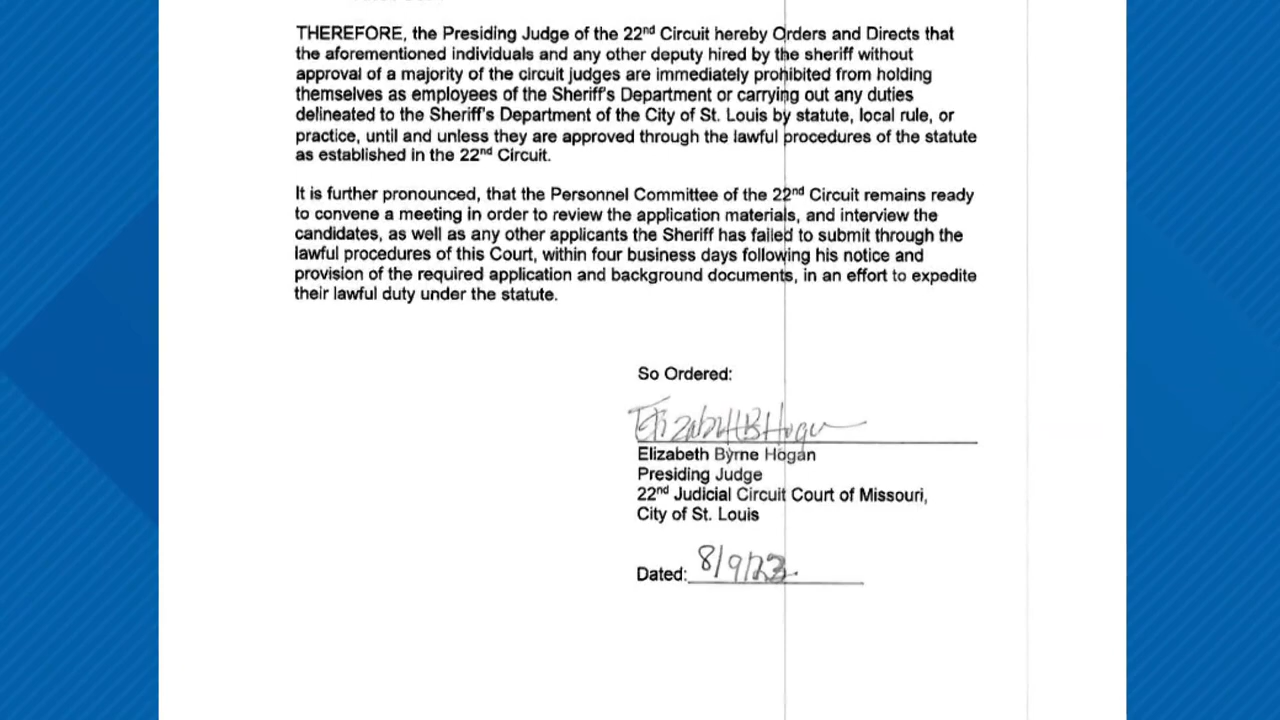 THEREFORE, the Presiding Judge of the 22nd Circuit hereby Orders and Directs that
the aforementioned individuals and any other deputy hired by the sheriff without
approval of a majority of the circuit judges are immediately prohibited from holding
themselves as employees of the Sheriff's Department or carrying out any duties
delineated to the Sheriff's Department of the City of St. Louis by statute, local rule, or
practice, until and unless they are approved through the lawful procedures of the statute
as established in the 22nd Circuit.
It is further pronounced, that the Personnel Committee of the 22nd Circuit remains ready
to convene a meeting in order to review the application materials, and interview the
candidates, as well as any other applicants the Sheriff has failed to submit through the
lawful procedures of this Court, within four business days following his notice and
provision of the required application and background documents, in an effort to expedite
their lawful duty under the statute.
So Ordered:
Elizabeth B Hogan
Elizabeth Byrne Hogan
Presiding Judge
22nd Judicial Circuit Court of Missouri,
City of St. Louis
Dated: 8/9/23